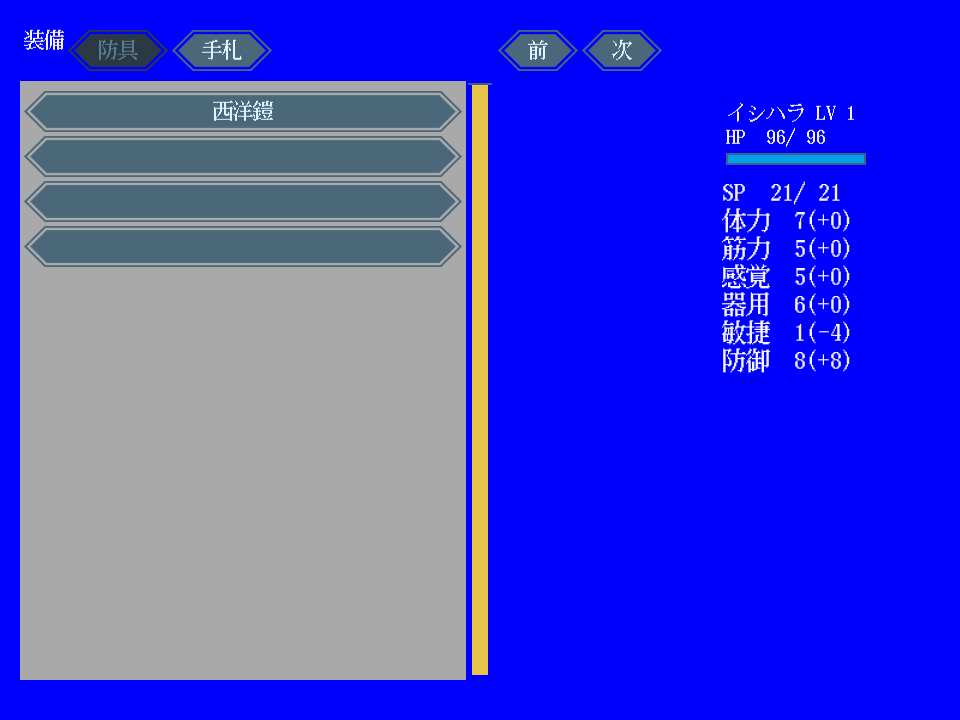 装備 防具 手札 前 次
西洋鎧
イシハラ LV 1
HP 96/ 96
SP 21/ 21
体力 7(+0)
筋力 5(+0)
感覚 5(+0)
器用 6(+0)
敏捷 1(-4)
防御 8(+8)